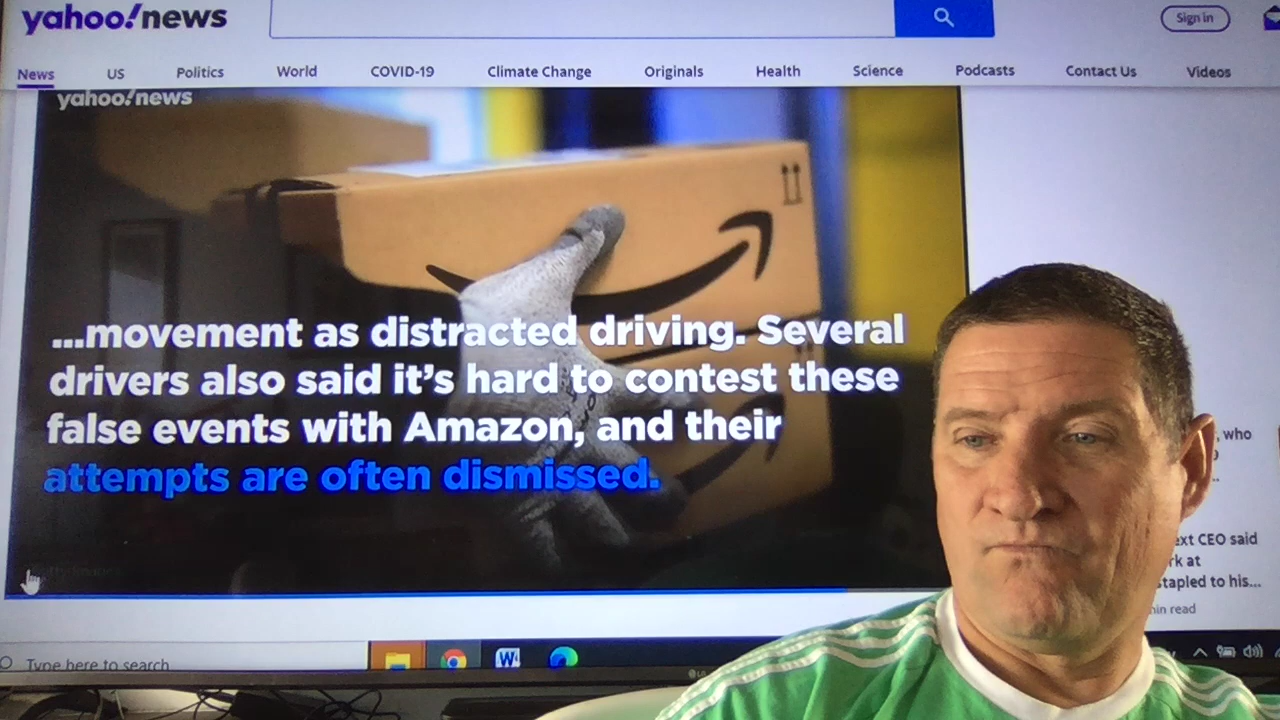 yahoo!news
Sign in
News US Politics World COVID-19 Climate Change Originals Health Science Podcasts Contact Us Videos
yahoo!news
...movement as distracted driving. Several
drivers also said it’s hard to contest these
false events with Amazon, and their
attempts are often dismissed.
, who
..
ext CEO said
rk at
stapled to his...
min read
Type here to search
W
LG